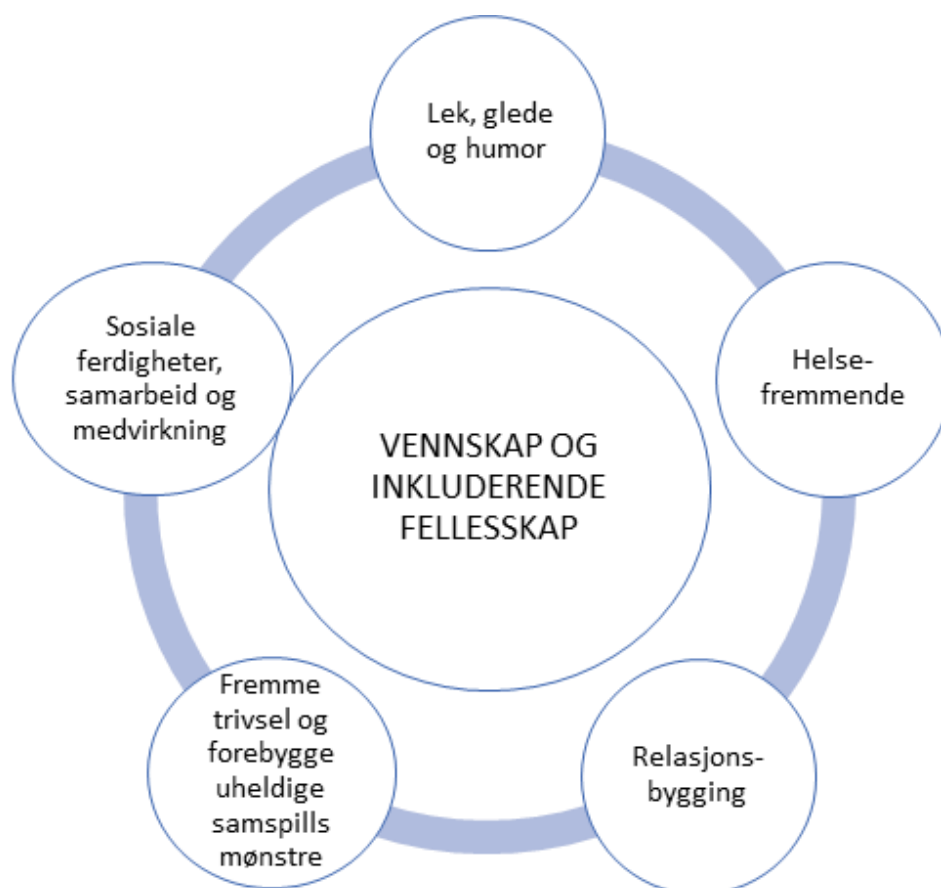 Lek, glede
og humor
Helse-
fremmende
Relasjons-
bygging
Fremme
trivsel og
forebygge
uheldige
samspills
mønstre
Sosiale
ferdigheter,
samarbeid og
medvirkning
VENNSKAP OG
INKLUDERENDE
FELLESSKAP